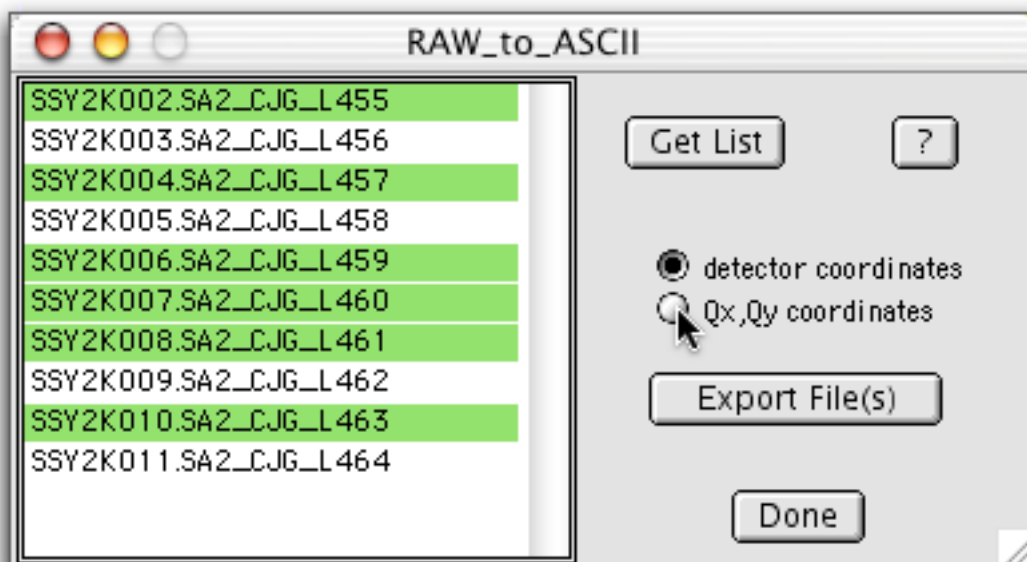 RAW_to_ASCII
SSY2K002.SA2_CJG_L455
SSY2K003.SA2_CJG_L456
SSY2K004.SA2_CJG_L457
SSY2K005.SA2_CJG_L458
SSY2K006.SA2_CJG_L459
SSY2K007.SA2_CJG_L460
SSY2K008.SA2_CJG_L461
SSY2K009.SA2_CJG_L462
SSY2K010.SA2_CJG_L463
SSY2K011.SA2_CJG_L464
Get List
?
detector coordinates
Qx,Qy coordinates
Export File(s)
Done